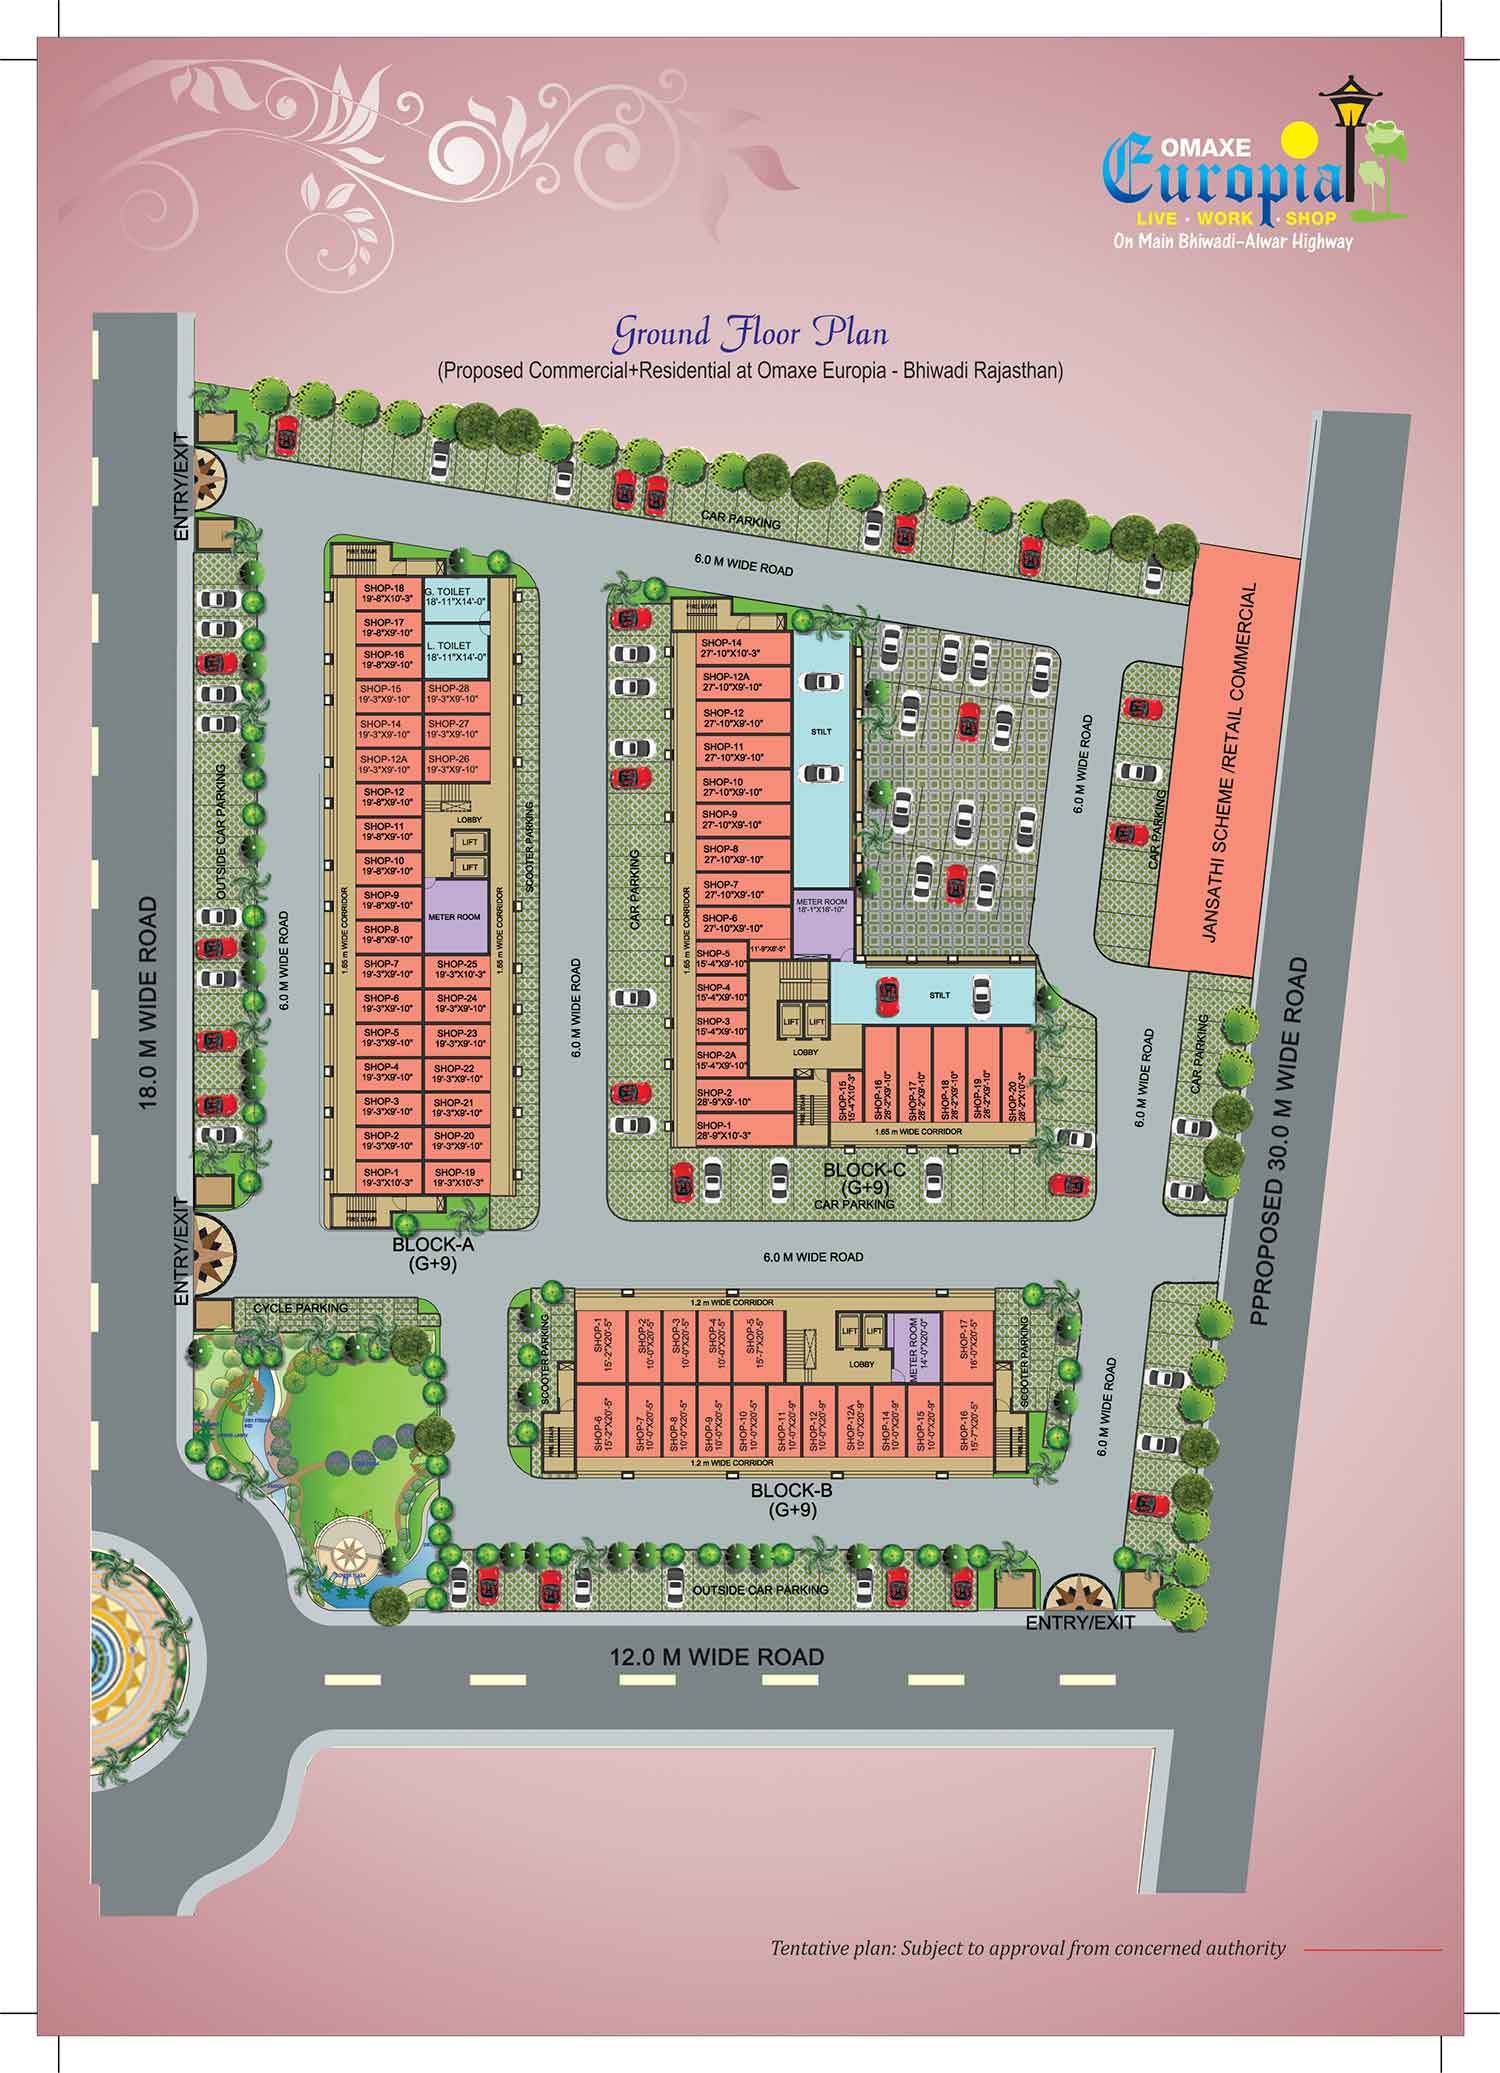 OMAXE
Europia
LIVE · WORK · SHOP
On Main Bhiwadi-Alwar Highway
Ground Floor Plan
(Proposed Commercial+Residential at Omaxe Europia - Bhiwadi Rajasthan)
ENTRY/EXIT
CAR PARKING
6.0 M WIDE ROAD
18.0 M WIDE ROAD
OUTSIDE CAR PARKING
6.0 M WIDE ROAD
ENTRY/EXIT
FIRE STAIR
SHOP-18
19'-8"X10'-3"
G. TOILET
18'-11"X14'-0"
SHOP-17
19'-8"X9'-10"
SHOP-16
19'-8"X9'-10"
L. TOILET
18'-11"X14'-0"
SHOP-15
19'-3"X9'-10"
SHOP-28
19'-3"X9'-10"
SHOP-14
19'-3"X9'-10"
SHOP-27
19'-3"X9'-10"
SHOP-12A
19'-3"X9'-10"
SHOP-26
19'-3"X9'-10"
SHOP-12
19'-8"X9'-10"
LOBBY
SHOP-11
19'-8"X9'-10"
LIFT
SHOP-10
19'-8"X9'-10"
LIFT
SHOP-9
19'-8"X9'-10"
METER ROOM
SHOP-8
19'-8"X9'-10"
SHOP-7
19'-3"X9'-10"
SHOP-25
19'-3"X10'-3"
SHOP-6
19'-3"X9'-10"
SHOP-24
19'-3"X9'-10"
SHOP-5
19'-3"X9'-10"
SHOP-23
19'-3"X9'-10"
SHOP-4
19'-3"X9'-10"
SHOP-22
19'-3"X9'-10"
SHOP-3
19'-3"X9'-10"
SHOP-21
19'-3"X9'-10"
SHOP-2
19'-3"X9'-10"
SHOP-20
19'-3"X9'-10"
SHOP-1
19'-3"X10'-3"
SHOP-19
19'-3"X10'-3"
FIRE STAIR
1.65 m WIDE CORRIDOR
1.65 m WIDE CORRIDOR
SCOOTER PARKING
BLOCK-A
(G+9)
6.0 M WIDE ROAD
CAR PARKING
FIRE STAIR
SHOP-14
27'-10"X10'-3"
SHOP-12A
27'-10"X9'-10"
SHOP-12
27'-10"X9'-10"
SHOP-11
27'-10"X9'-10"
SHOP-10
27'-10"X9'-10"
SHOP-9
27'-10"X9'-10"
SHOP-8
27'-10"X9'-10"
SHOP-7
27'-10"X9'-10"
SHOP-6
27'-10"X9'-10"
11'-9"X6'-5"
SHOP-5
15'-4"X9'-10"
SHOP-4
15'-4"X9'-10"
SHOP-3
15'-4"X9'-10"
SHOP-2A
15'-4"X9'-10"
SHOP-2
28'-9"X9'-10"
SHOP-1
28'-9"X10'-3"
1.65 m WIDE CORRIDOR
STILT
METER ROOM
18'-1"X18'-10"
STILT
LIFT
LIFT
LOBBY
FIRE STAIR
SHOP-15
15'-4"X10'-3"
SHOP-16
28'-2"X9'-10"
SHOP-17
28'-2"X9'-10"
SHOP-18
28'-2"X9'-10"
SHOP-19
28'-2"X9'-10"
SHOP-20
28'-2"X10'-3"
1.65 m WIDE CORRIDOR
BLOCK-C
(G+9)
CAR PARKING
6.0 M WIDE ROAD
CAR PARKING
JANSATHI SCHEME /RETAIL COMMERCIAL
6.0 M WIDE ROAD
CAR PARKING
PPROPOSED 30.0 M WIDE ROAD
6.0 M WIDE ROAD
CYCLE PARKING
SCOOTER PARKING
1.2 m WIDE CORRIDOR
SHOP-1
15'-2"X20'-5"
SHOP-2
10'-0"X20'-5"
SHOP-3
10'-0"X20'-5"
SHOP-4
10'-0"X20'-5"
SHOP-5
15'-7"X20'-5"
LIFT
LIFT
LOBBY
METER ROOM
14'-0"X20'-0"
SHOP-17
16'-0"X20'-5"
SCOOTER PARKING
FIRE STAIR
SHOP-6
15'-2"X20'-5"
SHOP-7
10'-0"X20'-5"
SHOP-8
10'-0"X20'-5"
SHOP-9
10'-0"X20'-5"
SHOP-10
10'-0"X20'-5"
SHOP-11
10'-0"X20'-9"
SHOP-12
10'-0"X20'-9"
SHOP-12A
10'-0"X20'-9"
SHOP-14
10'-0"X20'-9"
SHOP-15
10'-0"X20'-9"
SHOP-16
15'-7"X20'-5"
FIRE STAIR
1.2 m WIDE CORRIDOR
BLOCK-B
(G+9)
6.0 M WIDE ROAD
OUTSIDE CAR PARKING
ENTRY/EXIT
12.0 M WIDE ROAD
Tentative plan: Subject to approval from concerned authority